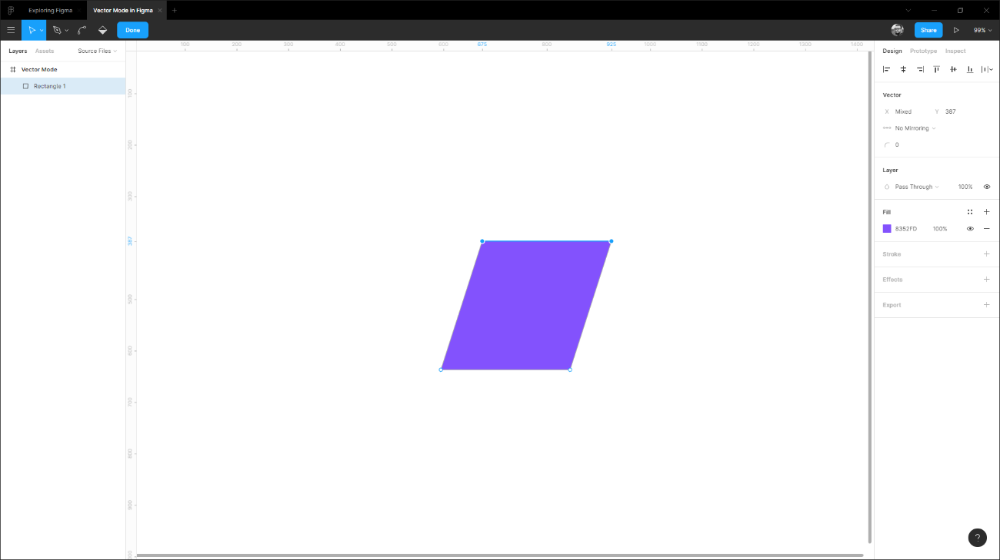 Exploring Figma
Vector Mode in Figma
Done
Share
99%
Layers
Assets
Source Files
Vector Mode
Rectangle 1
100
200
300
400
500
600
675
800
925
1000
1100
1200
1300
1400
100
200
300
387
500
600
700
800
900
Design
Prototype
Inspect
Vector
X Mixed Y 387
No Mirroring
0
Layer
Pass Through 100%
Fill
8352FD 100%
Stroke
Effects
Export
?